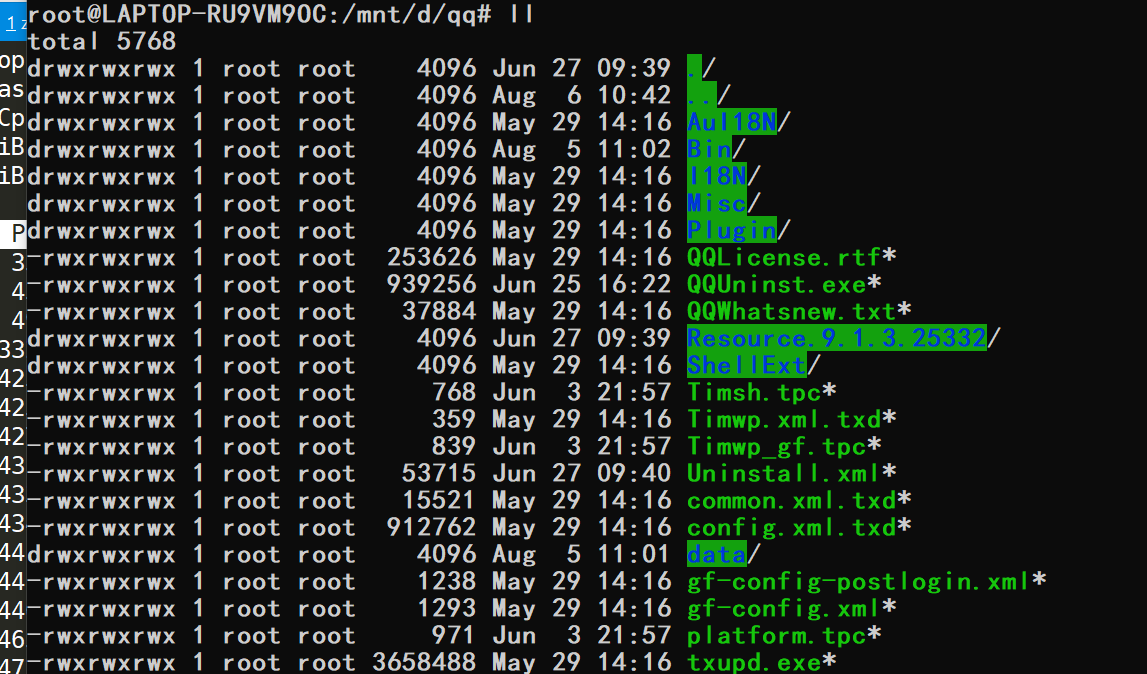 root@LAPTOP-RU9VM9OC:/mnt/d/qq# ll
total 5768
drwxrwxrwx 1 root root    4096 Jun 27 09:39 ./
drwxrwxrwx 1 root root    4096 Aug  6 10:42 ../
drwxrwxrwx 1 root root    4096 May 29 14:16 AuI18N/
drwxrwxrwx 1 root root    4096 Aug  5 11:02 Bin/
drwxrwxrwx 1 root root    4096 May 29 14:16 I18N/
drwxrwxrwx 1 root root    4096 May 29 14:16 Misc/
drwxrwxrwx 1 root root    4096 May 29 14:16 Plugin/
-rwxrwxrwx 1 root root  253626 May 29 14:16 QQLicense.rtf*
-rwxrwxrwx 1 root root  939256 Jun 25 16:22 QQUninst.exe*
-rwxrwxrwx 1 root root   37884 May 29 14:16 QQWhatsnew.txt*
drwxrwxrwx 1 root root    4096 Jun 27 09:39 Resource.9.1.3.25332/
drwxrwxrwx 1 root root    4096 May 29 14:16 ShellExt/
-rwxrwxrwx 1 root root     768 Jun  3 21:57 Timsh.tpc*
-rwxrwxrwx 1 root root     359 May 29 14:16 Timwp.xml.txd*
-rwxrwxrwx 1 root root     839 Jun  3 21:57 Timwp_gf.tpc*
-rwxrwxrwx 1 root root   53715 Jun 27 09:40 Uninstall.xml*
-rwxrwxrwx 1 root root   15521 May 29 14:16 common.xml.txd*
-rwxrwxrwx 1 root root  912762 May 29 14:16 config.xml.txd*
drwxrwxrwx 1 root root    4096 Aug  5 11:01 data/
-rwxrwxrwx 1 root root    1238 May 29 14:16 gf-config-postlogin.xml*
-rwxrwxrwx 1 root root    1293 May 29 14:16 gf-config.xml*
-rwxrwxrwx 1 root root     971 Jun  3 21:57 platform.tpc*
-rwxrwxrwx 1 root root 3658488 May 29 14:16 txupd.exe*